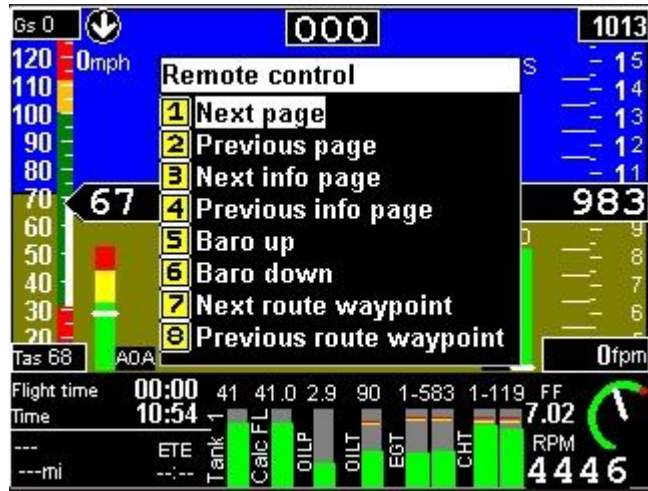 Gs 0
000
1013
120
0mph
S
15
110
14
100
13
90
12
80
11
70
67
983
60
9
50
8
40
7
30
6
20
Remote control
1 Next page
2 Previous page
3 Next info page
4 Previous info page
5 Baro up
6 Baro down
7 Next route waypoint
8 Previous route waypoint
Tas 68
AOA
0fpm
Flight time 00:00
Time 10:54
--- ETE
---mi --:--
41 41.0 2.9 90 1-583 1-119 FF
7.02
Tank 1
Calc FL
OILP
OILT
EGT
CHT
RPM
4446